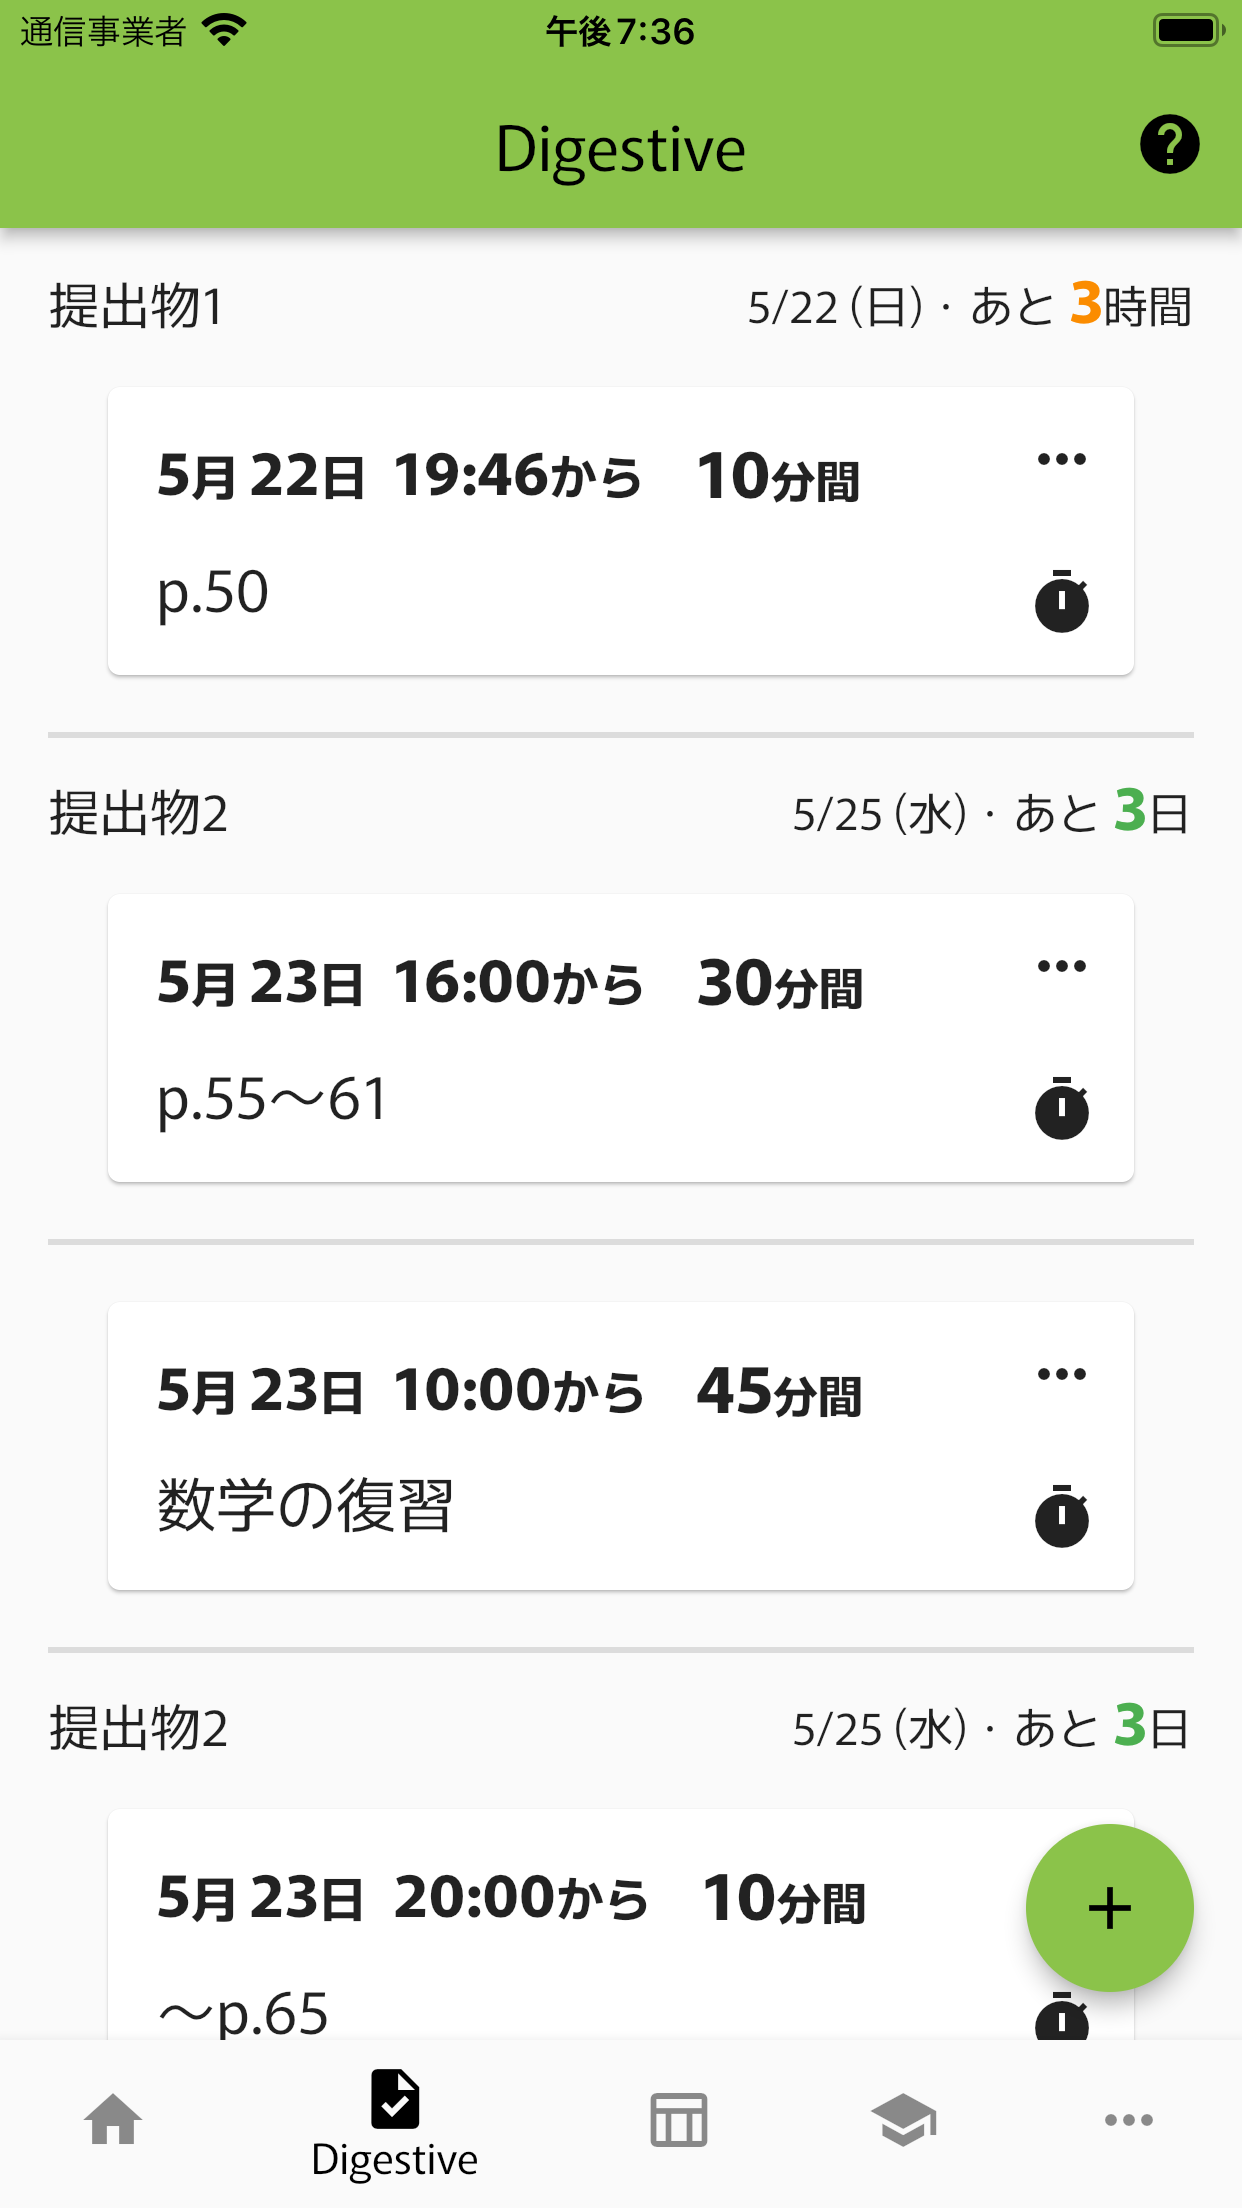 通信事業者 午後7:36
Digestive
提出物1 5/22 (日)・あと 3時間
5月 22日 19:46から 10分間
p.50
提出物2 5/25 (水)・あと 3日
5月 23日 16:00から 30分間
p.55〜61
5月 23日 10:00から 45分間
数学の復習
提出物2 5/25 (水)・あと 3日
5月 23日 20:00から 10分間
〜p.65
Digestive